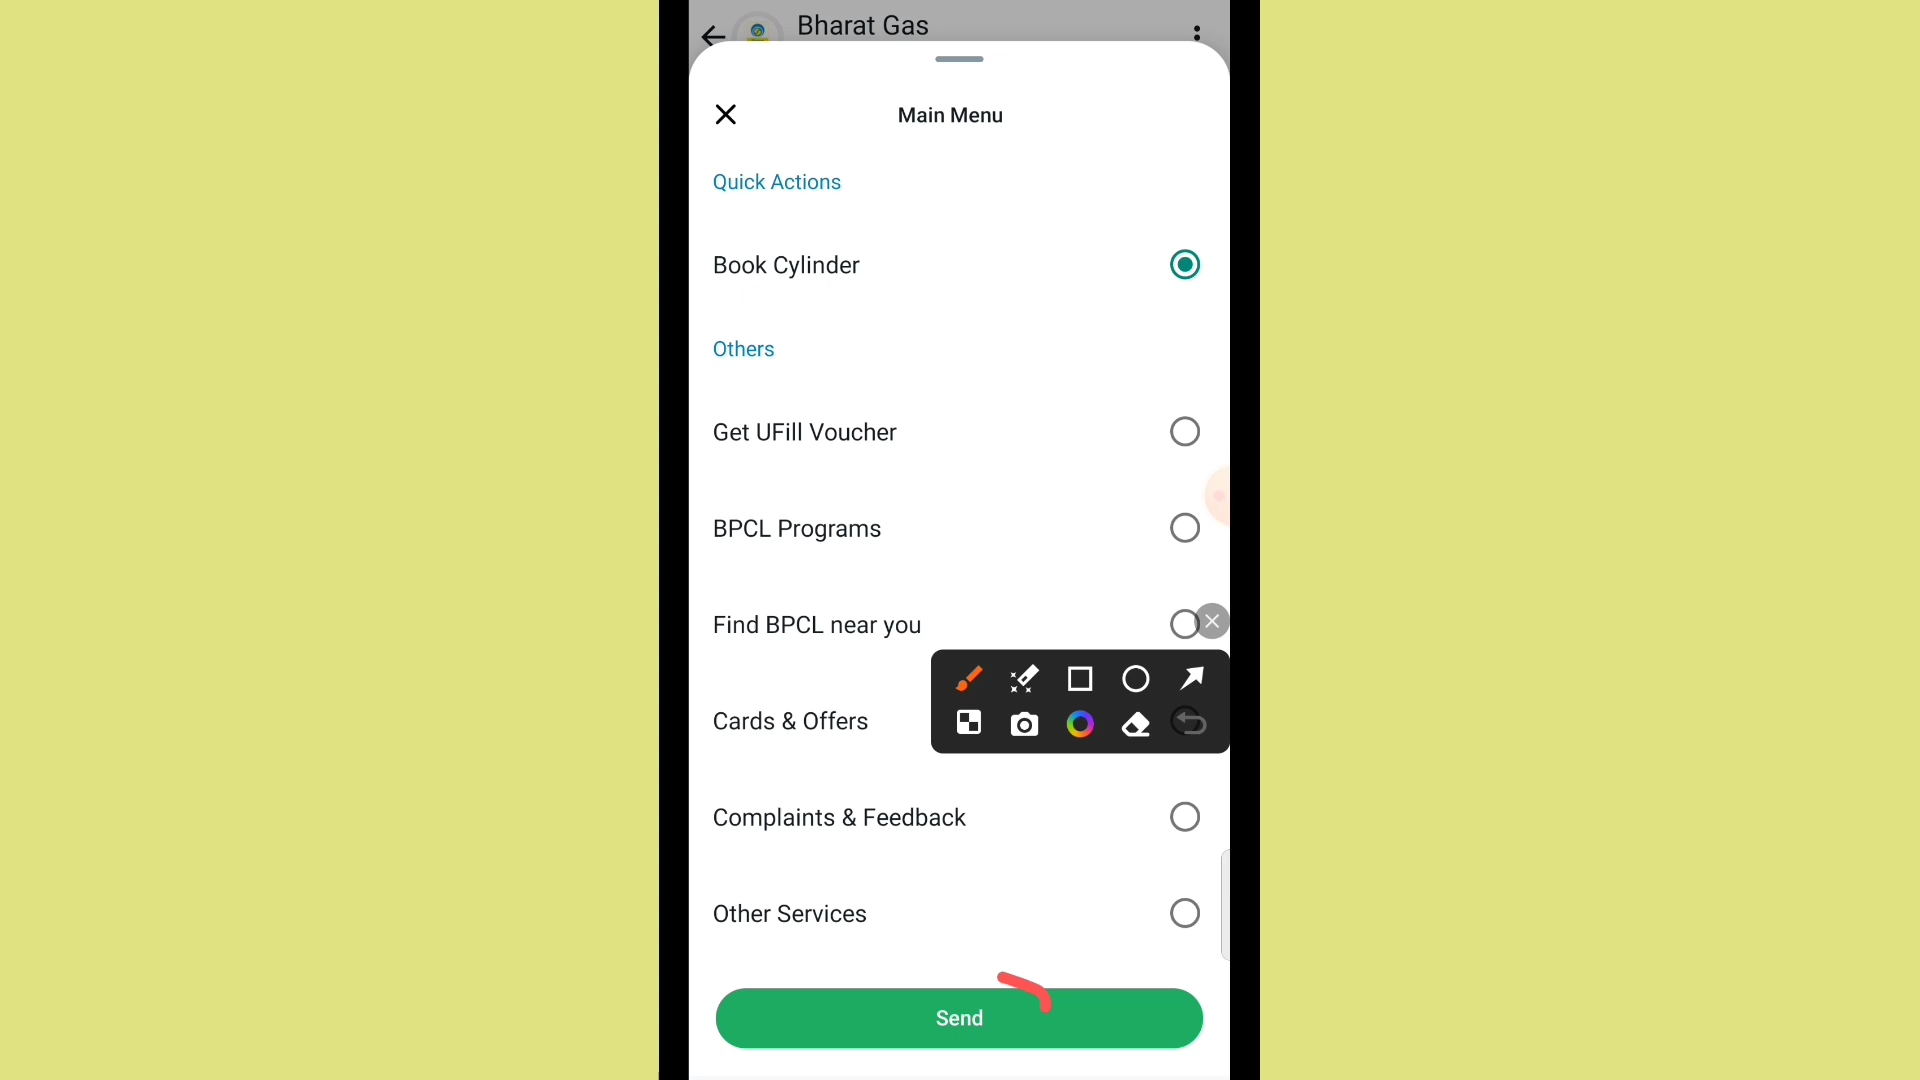 Bharat Gas
Main Menu
Quick Actions
Book Cylinder
Others
Get UFill Voucher
BPCL Programs
Find BPCL near you
Cards & Offers
Complaints & Feedback
Other Services
Send